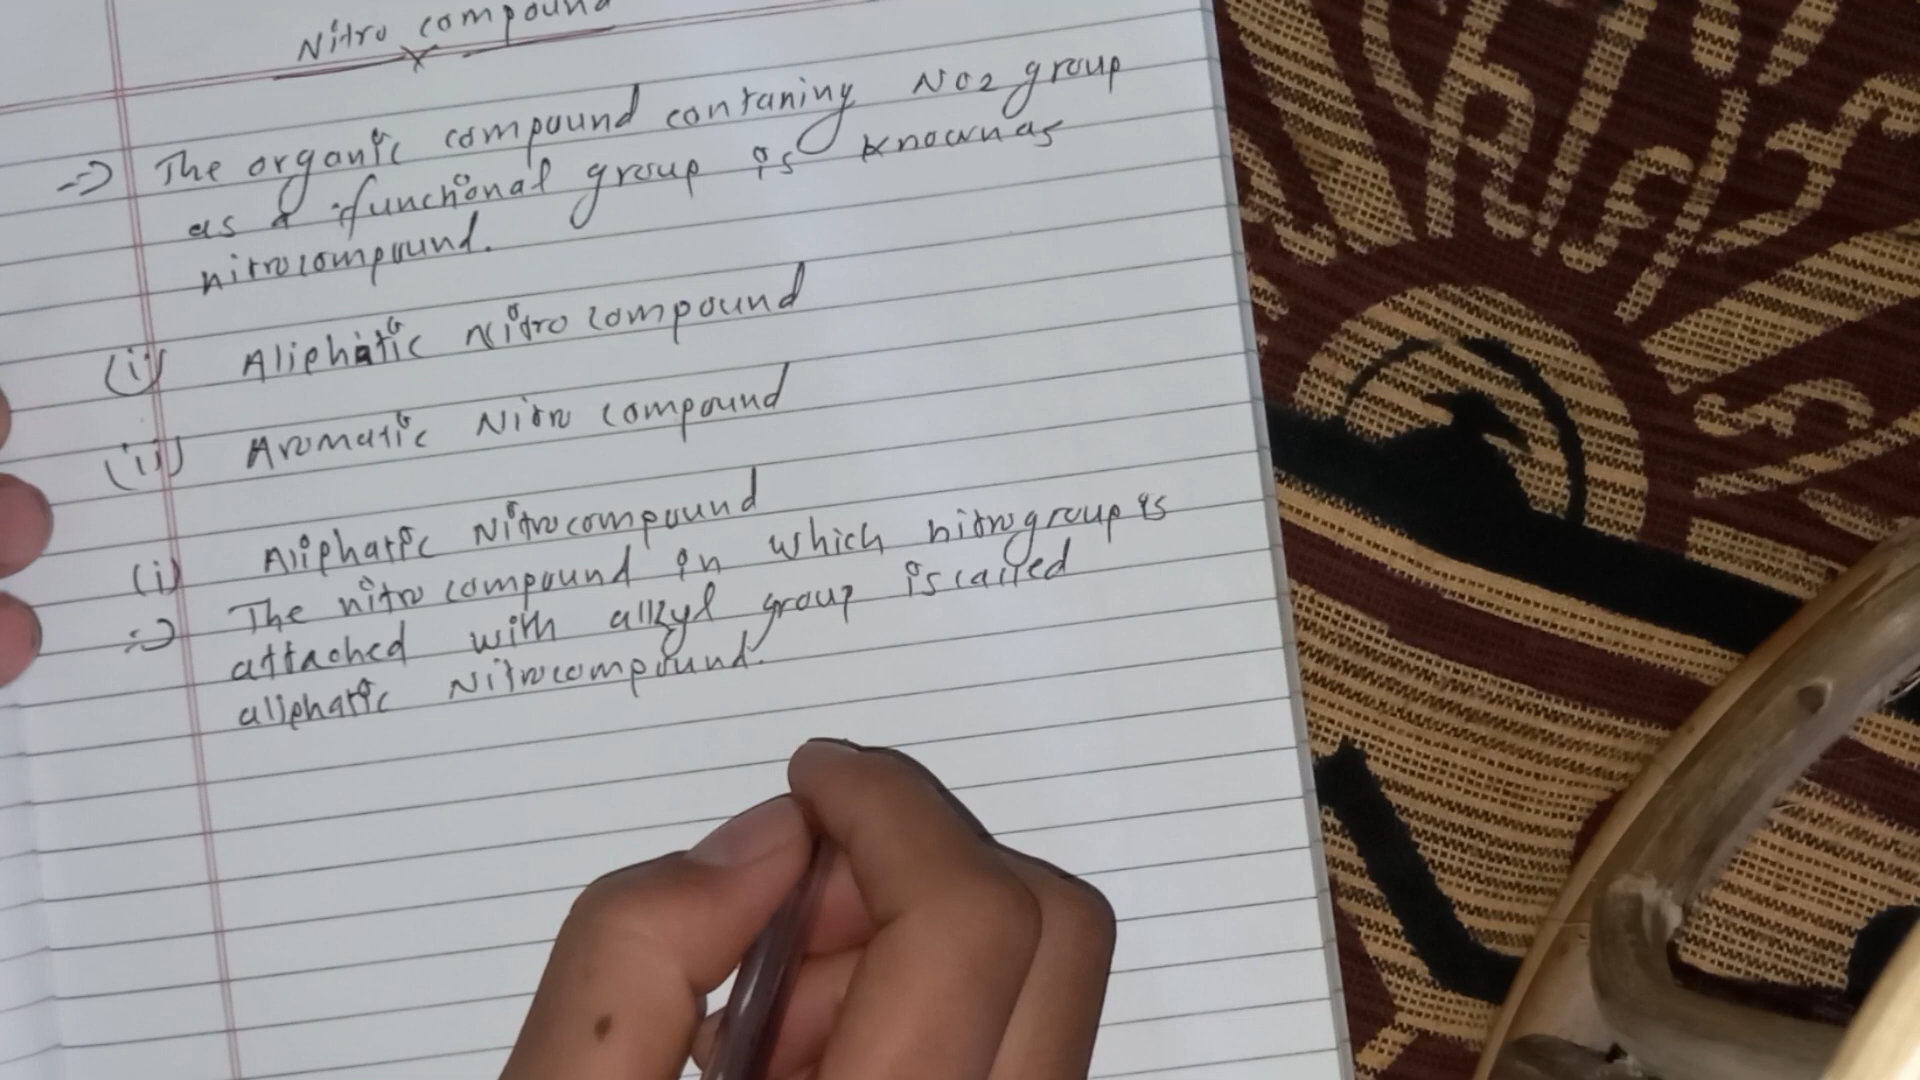 Nitro compound
=> The organic compound contaning NO2 group
as a functional group is known as
nitrocompound.
(i) Aliphatic Nitro compound
(ii) Aromatic Nitro compound
(i) Aliphatic Nitrocompound
=> The nitro compound in which nitrogroup is
attached with alkyl group is called
aliphatic Nitrocompound.